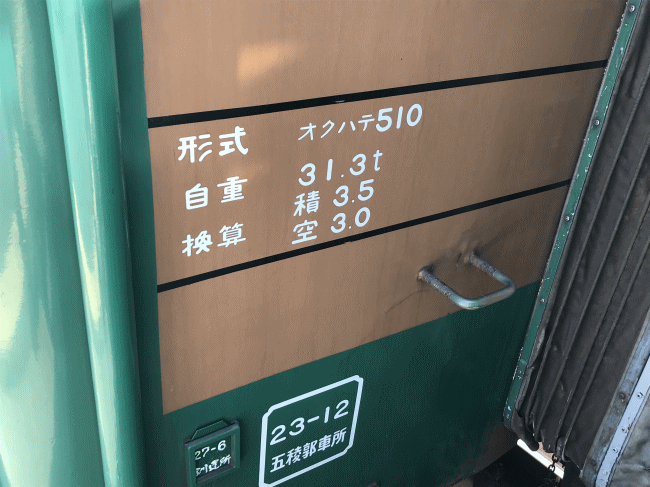 形式 オクハテ510
自重 31.3t
換算 積3.5
空3.0
23-12
五稜郭車所
27-6